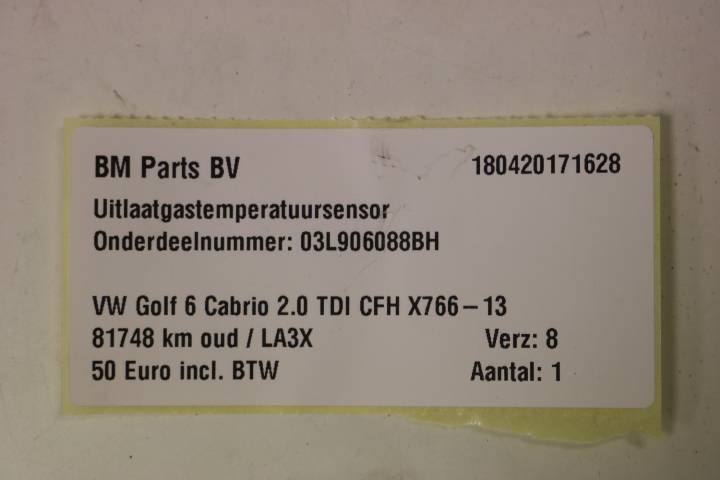 BM Parts BV 180420171628
Uitlaatgastemperatuursensor
Onderdeelnummer: 03L906088BH
VW Golf 6 Cabrio 2.0 TDI CFH X766-13
81748 km oud / LA3X Verz: 8
50 Euro incl. BTW Aantal: 1